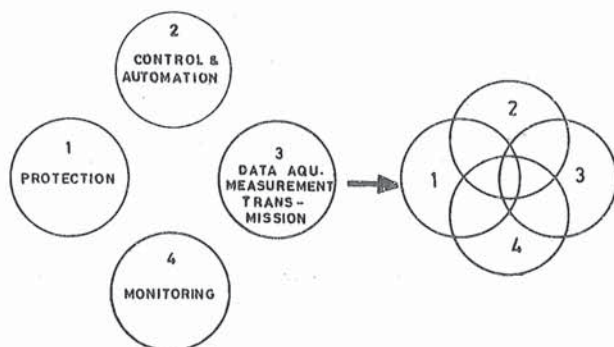 2
CONTROL &
AUTOMATION
1
PROTECTION
3
DATA AQU.
MEASUREMENT
TRANS-
MISSION
4
MONITORING
2
1
3
4